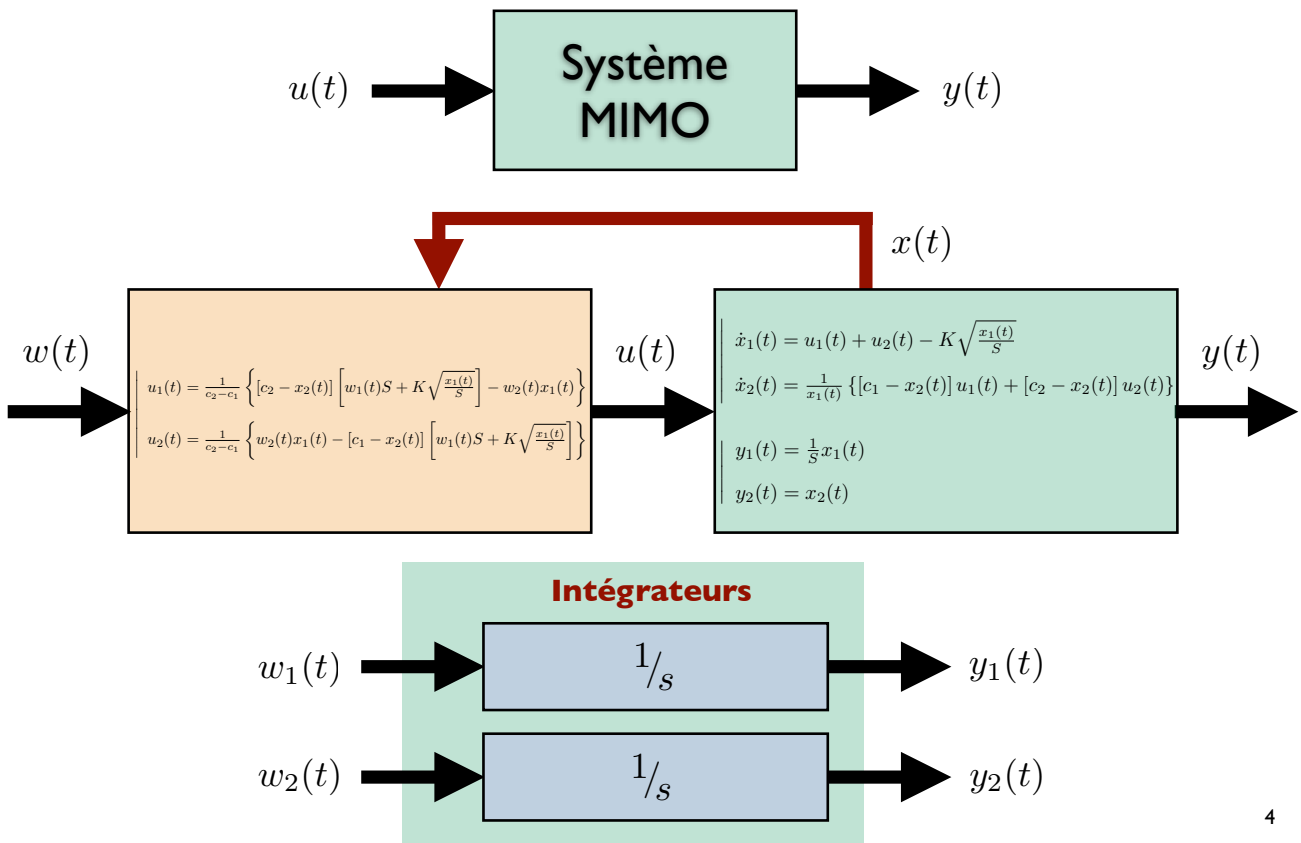 u(t)
Système
MIMO
y(t)
x(t)
w(t)
u_1(t) = \frac{1}{c_2-c_1} \left\{ [c_2 - x_2(t)] \left[ w_1(t)S + K\sqrt{\frac{x_1(t)}{S}} \right] - w_2(t)x_1(t) \right\}
u_2(t) = \frac{1}{c_2-c_1} \left\{ w_2(t)x_1(t) - [c_1 - x_2(t)] \left[ w_1(t)S + K\sqrt{\frac{x_1(t)}{S}} \right] \right\}
u(t)
\dot{x}_1(t) = u_1(t) + u_2(t) - K\sqrt{\frac{x_1(t)}{S}}
\dot{x}_2(t) = \frac{1}{x_1(t)} \left\{ [c_1 - x_2(t)] u_1(t) + [c_2 - x_2(t)] u_2(t) \right\}
y_1(t) = \frac{1}{S} x_1(t)
y_2(t) = x_2(t)
y(t)
Intégrateurs
w_1(t)
1/s
y_1(t)
w_2(t)
1/s
y_2(t)
4